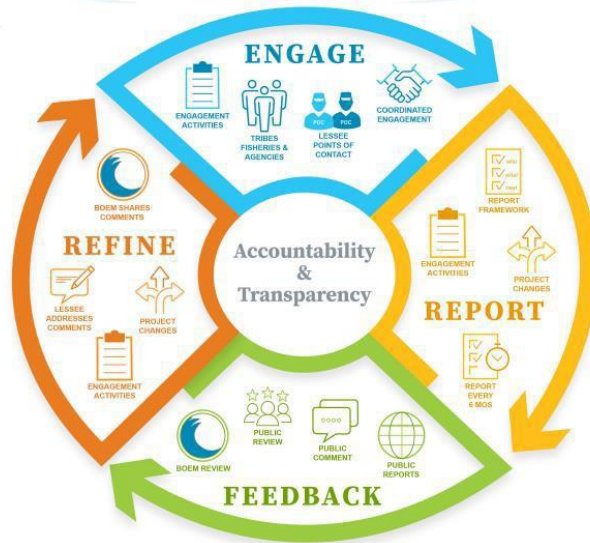 ENGAGE
ENGAGEMENT
ACTIVITIES
TRIBES
FISHERIES &
AGENCIES
POC
POC
LESSEE
POINTS OF
CONTACT
COORDINATED
ENGAGEMENT
REPORT
FRAMEWORK
ENGAGEMENT
ACTIVITIES
PROJECT
CHANGES
REPORT
REPORT
EVERY
6 MOS
Accountability
&
Transparency
BOEM SHARES
COMMENTS
REFINE
LESSEE
ADDRESSES
COMMENTS
PROJECT
CHANGES
ENGAGEMENT
ACTIVITIES
BOEM REVIEW
PUBLIC
REVIEW
PUBLIC
COMMENT
PUBLIC
REPORTS
FEEDBACK